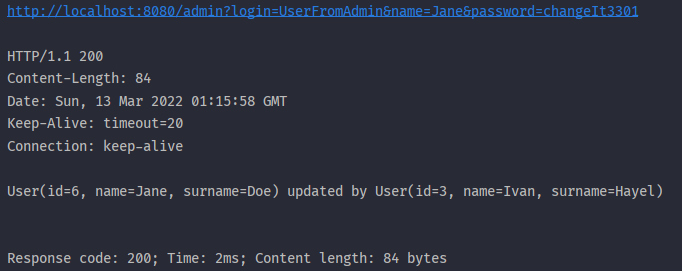 http://localhost:8080/admin?login=UserFromAdmin&name=Jane&password=changeIt3301
HTTP/1.1 200
Content-Length: 84
Date: Sun, 13 Mar 2022 01:15:58 GMT
Keep-Alive: timeout=20
Connection: keep-alive
User(id=6, name=Jane, surname=Doe) updated by User(id=3, name=Ivan, surname=Hayel)
Response code: 200; Time: 2ms; Content length: 84 bytes